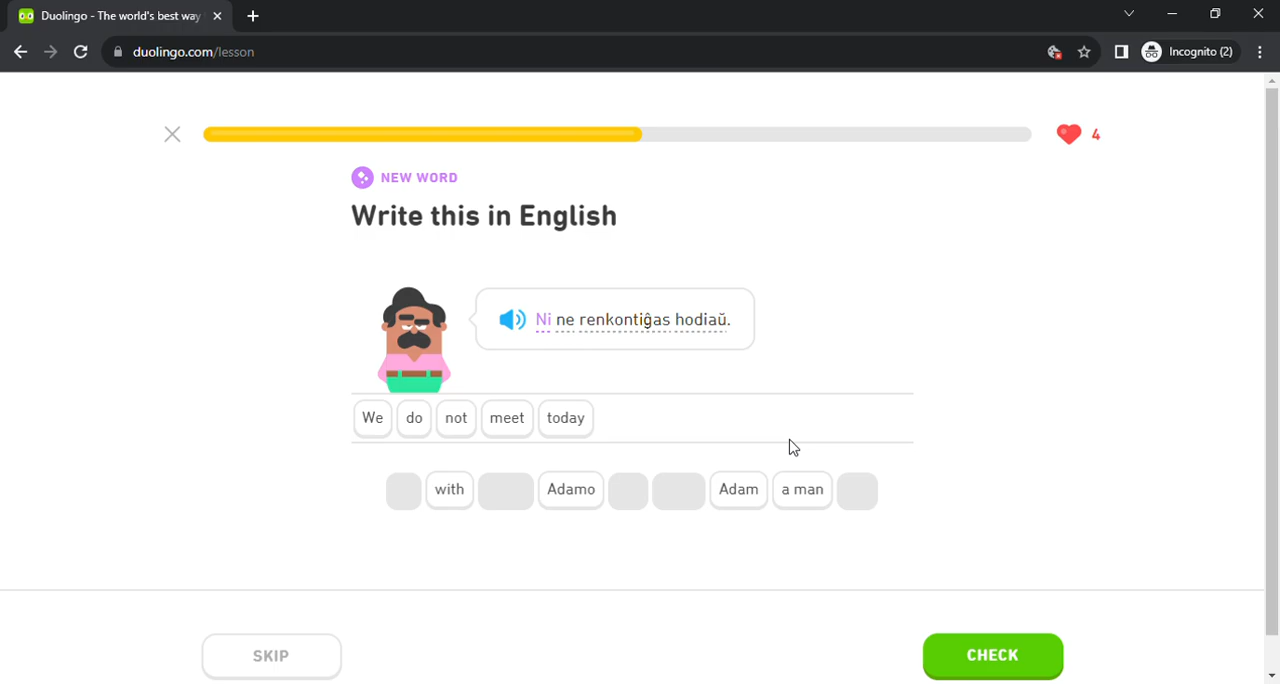 Duolingo - The world's best way
duolingo.com/lesson
Incognito (2)
4
NEW WORD
Write this in English
Ni ne renkontiĝas hodiaŭ.
We do not meet today
with Adamo Adam a man
SKIP CHECK